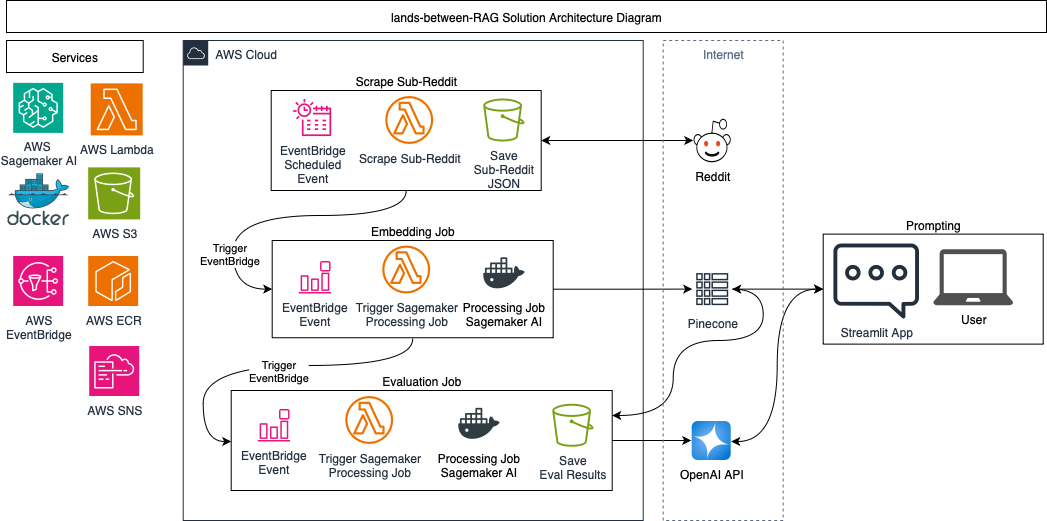 lands-between-RAG Solution Architecture Diagram
Services
AWS
Sagemaker AI
AWS Lambda
docker
AWS S3
AWS
EventBridge
AWS ECR
AWS SNS
AWS Cloud
Scrape Sub-Reddit
EventBridge
Scheduled
Event
Scrape Sub-Reddit
Save
Sub-Reddit
JSON
Trigger
EventBridge
Embedding Job
EventBridge
Event
Trigger Sagemaker
Processing Job
Processing Job
Sagemaker AI
Trigger
EventBridge
Evaluation Job
EventBridge
Event
Trigger Sagemaker
Processing Job
Processing Job
Sagemaker AI
Save
Eval Results
Internet
Reddit
Pinecone
OpenAI API
Prompting
Streamlit App
User